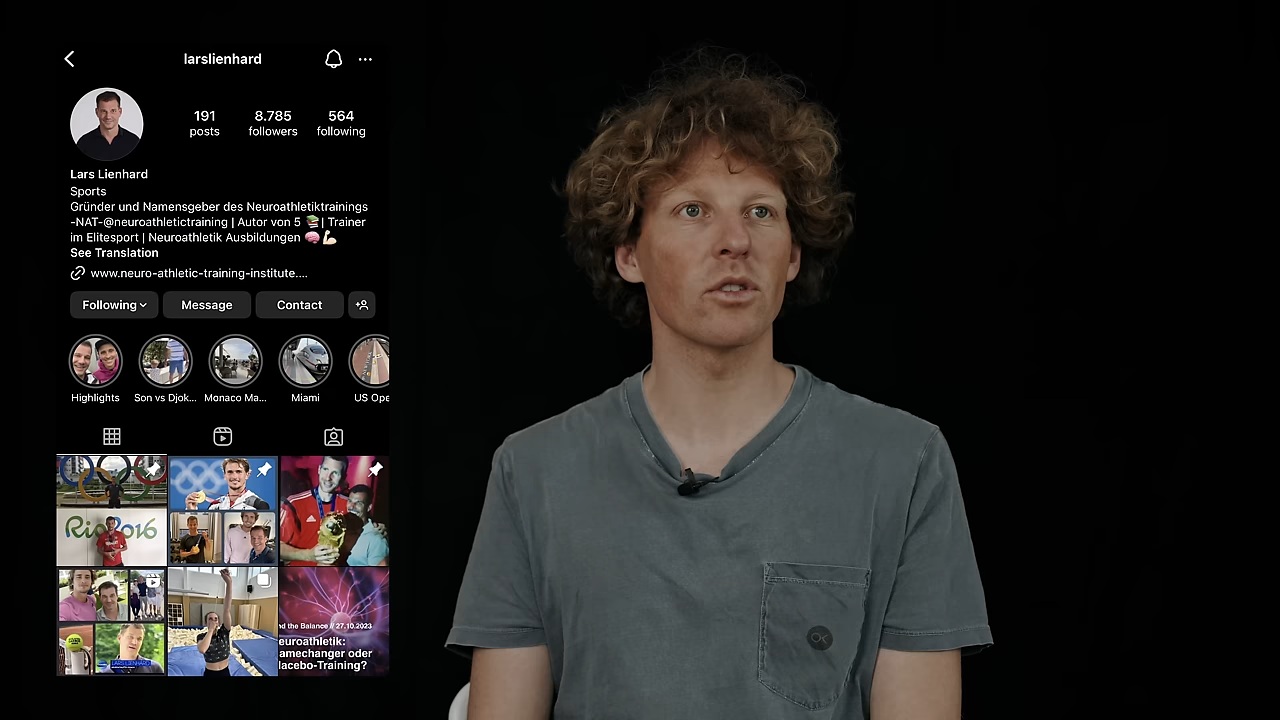 larslienhard
191 8.785 564
posts followers following
Lars Lienhard
Sports
Gründer und Namensgeber des Neuroathletiktrainings
-NAT-@neuroathletictraining | Autor von 5 📚| Trainer
im Elitesport | Neuroathletik Ausbildungen 🧠💪🏻
See Translation
www.neuro-athletic-training-institute....
Following Message Contact
Highlights Son vs Djok... Monaco Ma... Miami US Ope
Rio2016
LARS LIENHARD
nd the Balance // 27.10.2023
euroathletik:
amechanger oder
lacebo-Training?
OK